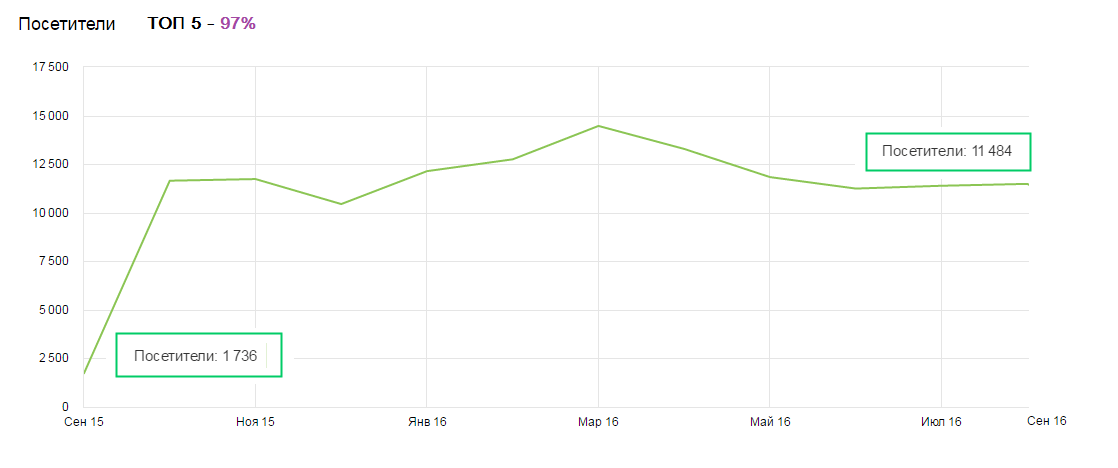 Посетители ТОП 5 - 97%
17 500
15 000
12 500
10 000
7 500
5 000
2 500
0
Посетители: 11 484
Посетители: 1 736
Сен 15 Ноя 15 Янв 16 Мар 16 Май 16 Июл 16 Сен 16